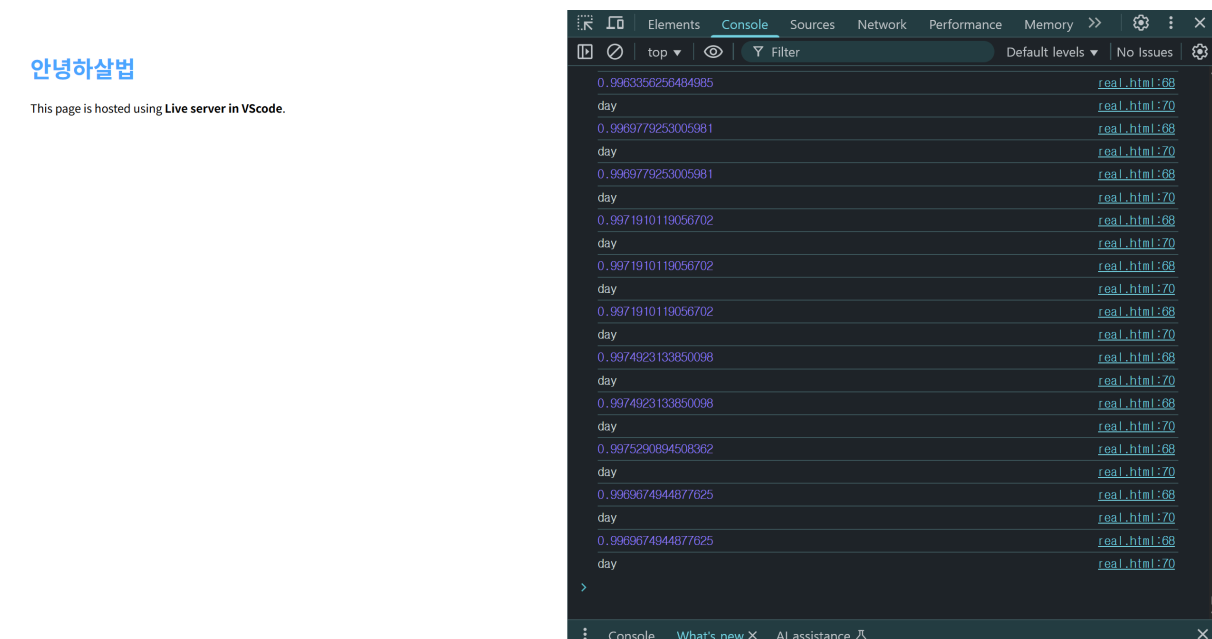 안녕하살법
This page is hosted using Live server in VScode.
Elements Console Sources Network Performance Memory
top Filter Default levels No Issues
0.9963356256484985 real.html:68
day real.html:70
0.9969779253005981 real.html:68
day real.html:70
0.9969779253005981 real.html:68
day real.html:70
0.9971910119056702 real.html:68
day real.html:70
0.9971910119056702 real.html:68
day real.html:70
0.9971910119056702 real.html:68
day real.html:70
0.9974923133850098 real.html:68
day real.html:70
0.9974923133850098 real.html:68
day real.html:70
0.9975290894508362 real.html:68
day real.html:70
0.9969674944877625 real.html:68
day real.html:70
0.9969674944877625 real.html:68
day real.html:70
Console What's new AI assistance